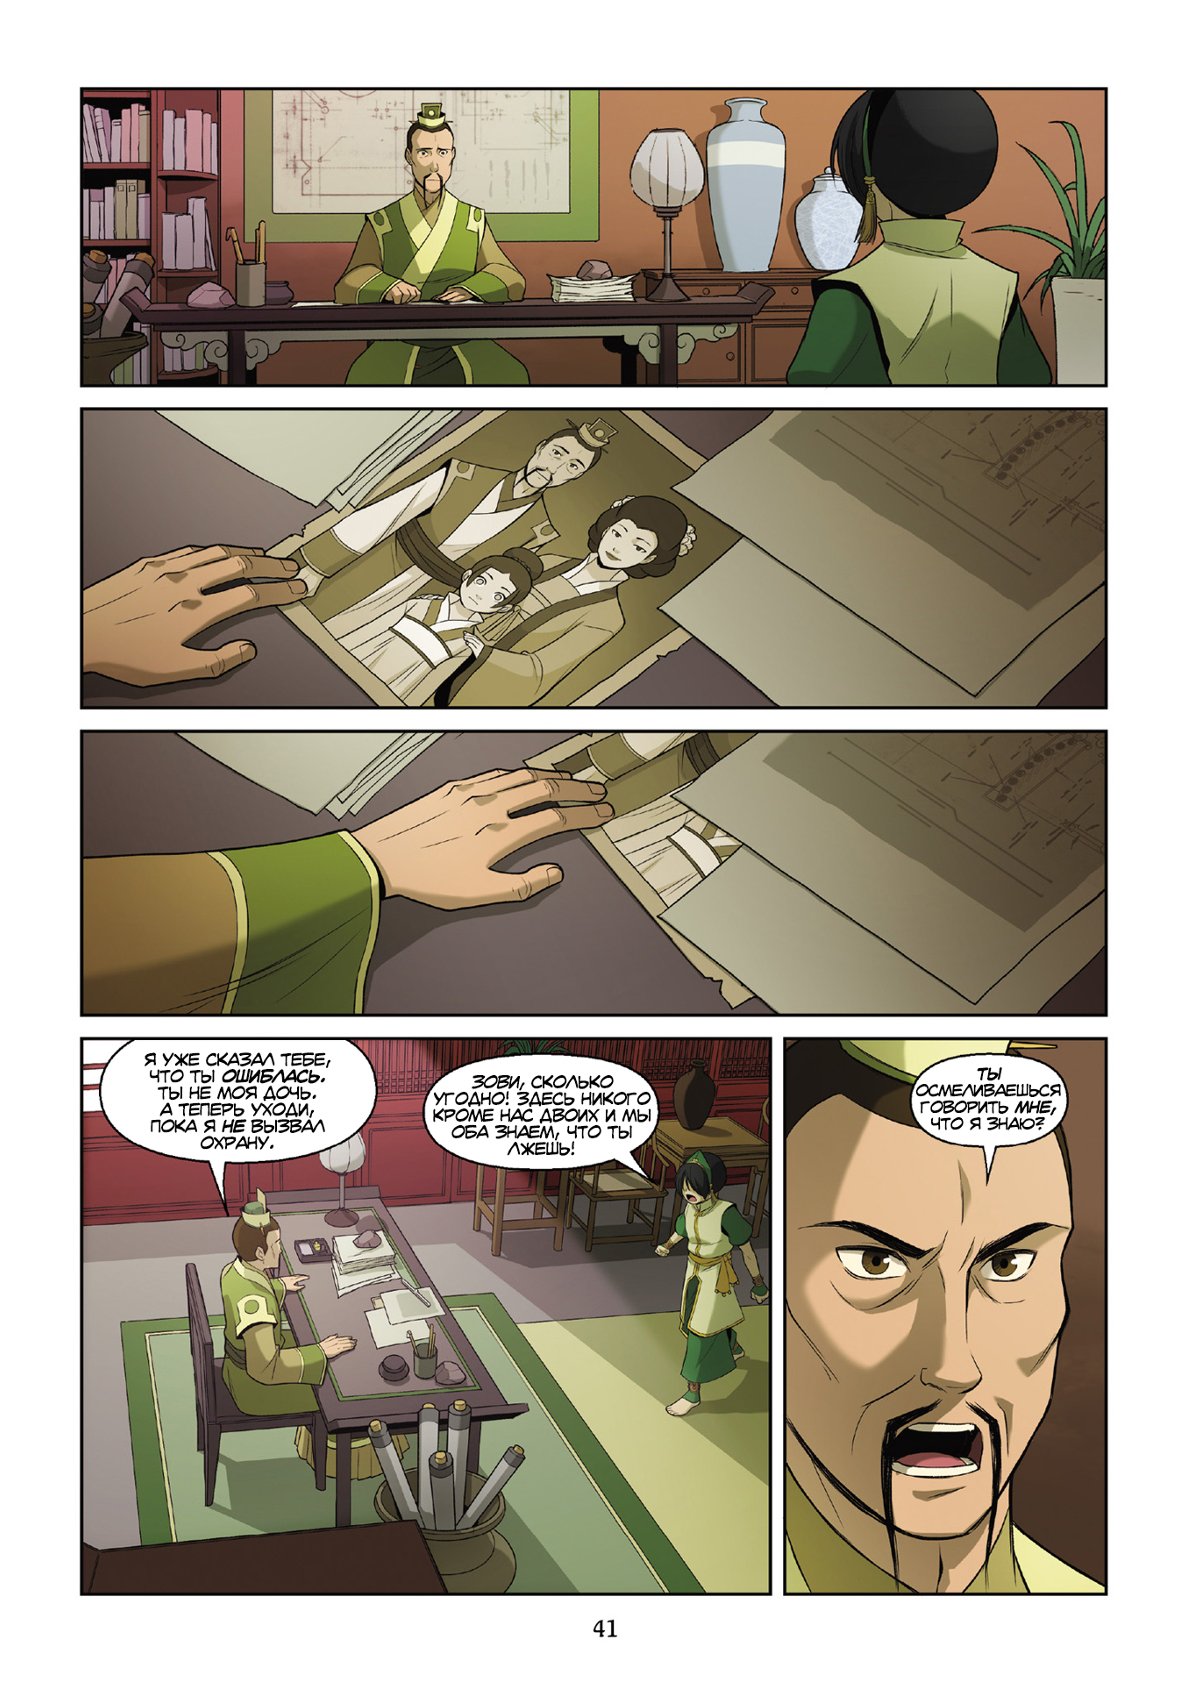 Я УЖЕ СКАЗАЛ ТЕБЕ,
ЧТО ТЫ ОШИБЛАСЬ.
ТЫ НЕ МОЯ ДОЧЬ.
А ТЕПЕРЬ УХОДИ,
ПОКА Я НЕ ВЫЗВАЛ
ОХРАНУ.
ЗОВИ, СКОЛЬКО
УГОДНО! ЗДЕСЬ НИКОГО
КРОМЕ НАС ДВОИХ И МЫ
ОБА ЗНАЕМ, ЧТО ТЫ
ЛЖЕШЬ!
ТЫ
ОСМЕЛИВАЕШЬСЯ
ГОВОРИТЬ МНЕ,
ЧТО Я ЗНАЮ?
41